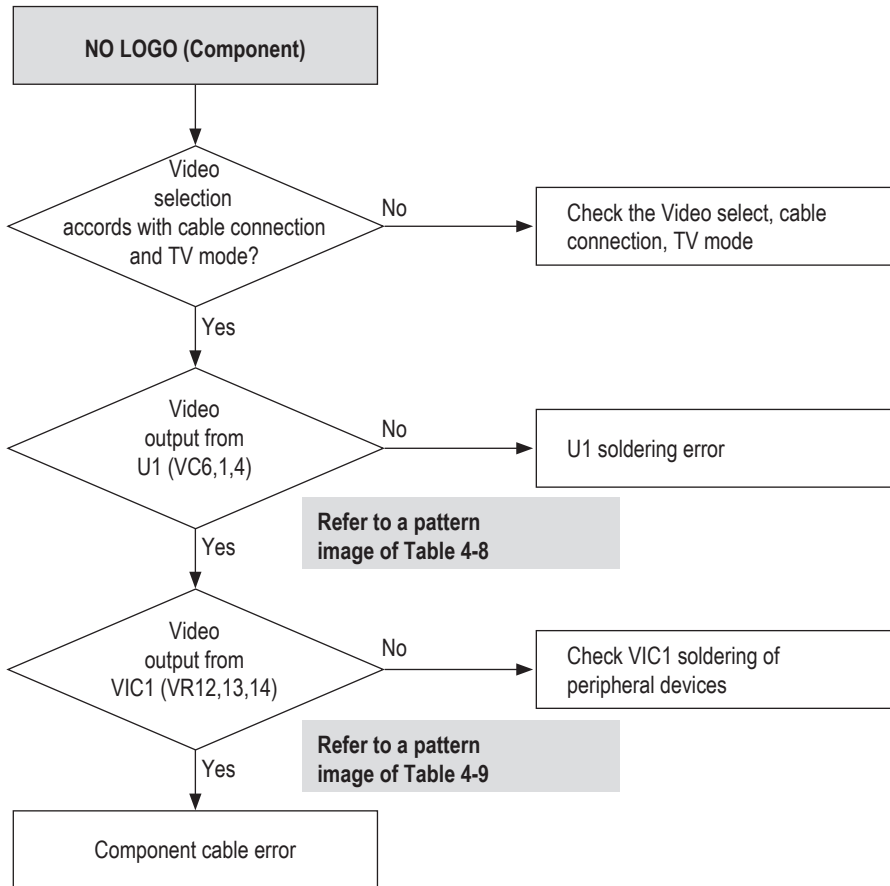 NO LOGO (Component)
Video
selection
accords with cable connection
and TV mode?
No
Check the Video select, cable
connection, TV mode
Yes
Video
output from
U1 (VC6,1,4)
No
U1 soldering error
Refer to a pattern
image of Table 4-8
Yes
Video
output from
VIC1 (VR12,13,14)
No
Check VIC1 soldering of
peripheral devices
Refer to a pattern
image of Table 4-9
Yes
Component cable error